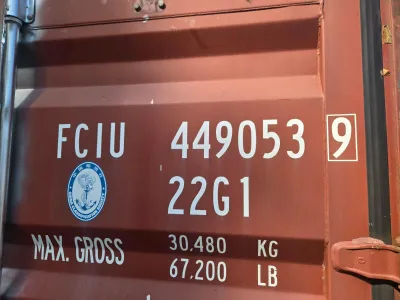 FCIU 449053 9
22G1
MAX. GROSS 30.480 KG
67.200 LB